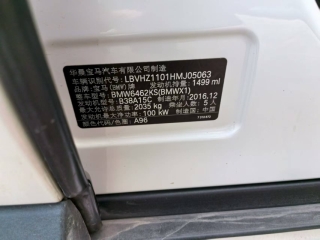 华晨宝马汽车有限公司制造
车辆识别代号: LBVHZ1101HMJ05063
品牌: 宝马(BMW)牌 发动机排量: 1499 ml
整车型号: BMW6462KS(BMWX1)
发动机型号: B38A15C 制造年月: 2016.12
最大允许总质量: 2035 kg 乘坐人数: 5 人
发动机最大净功率: 100 kW 制造国: 中国
车身颜色代号: A96